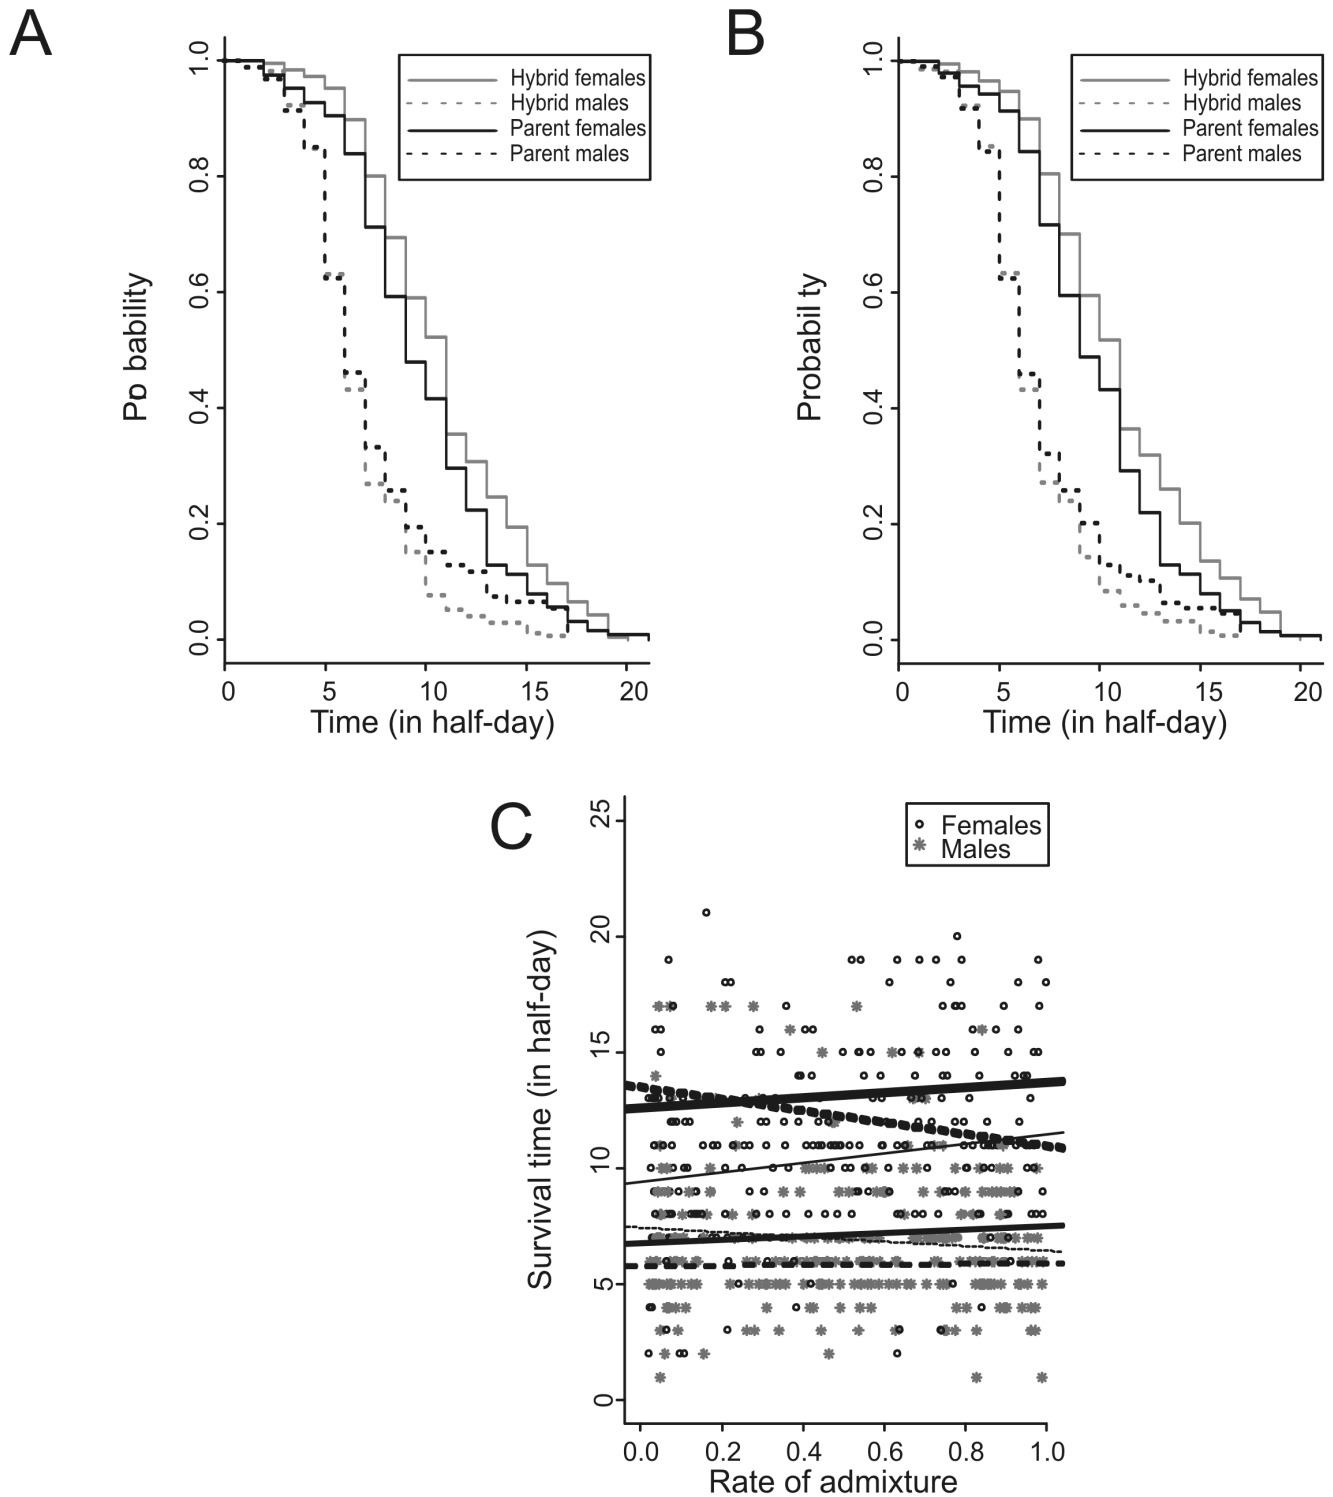 A
1.0
0.8
0.6
0.4
0.2
0.0
Pɒ bability
Hybrid females
Hybrid males
Parent females
Parent males
0 5 10 15 20
Time (in half-day)
B
1.0
0.8
0.6
0.4
0.2
0.0
Probabil ty
Hybrid females
Hybrid males
Parent females
Parent males
0 5 10 15 20
Time (in half-day)
C
25
20
15
10
5
0
Survival time (in half-day)
Females
Males
0.0 0.2 0.4 0.6 0.8 1.0
Rate of admixture